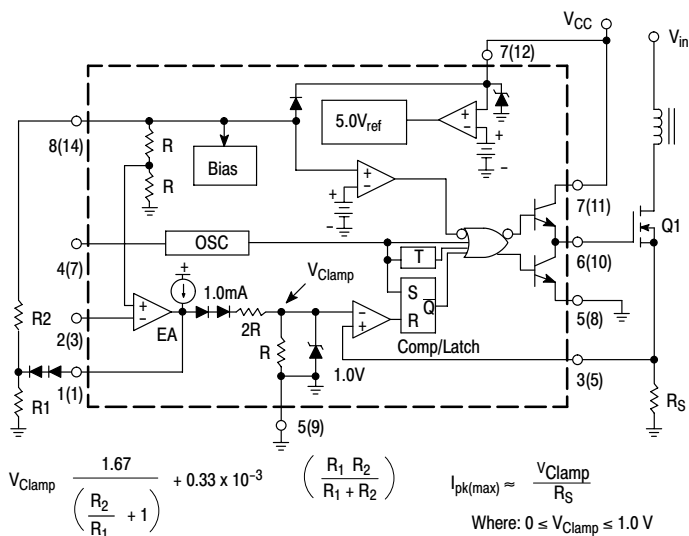 VCC
Vin
7(12)
5.0Vref
+
–
+
–
8(14)
R
Bias
R
+
–
+
–
7(11)
Q1
4(7)
OSC
T
6(10)
VClamp
+
1.0mA
S
Q
R
–
+
5(8)
R2
2(3)
+
–
EA
2R
R
1.0V
Comp/Latch
3(5)
1(1)
R1
5(9)
RS
VClamp 1.67 / (R2/R1 + 1) + 0.33 x 10–3 (R1 R2 / R1 + R2)
Ipk(max) ≈ VClamp / RS
Where: 0 ≤ VClamp ≤ 1.0 V